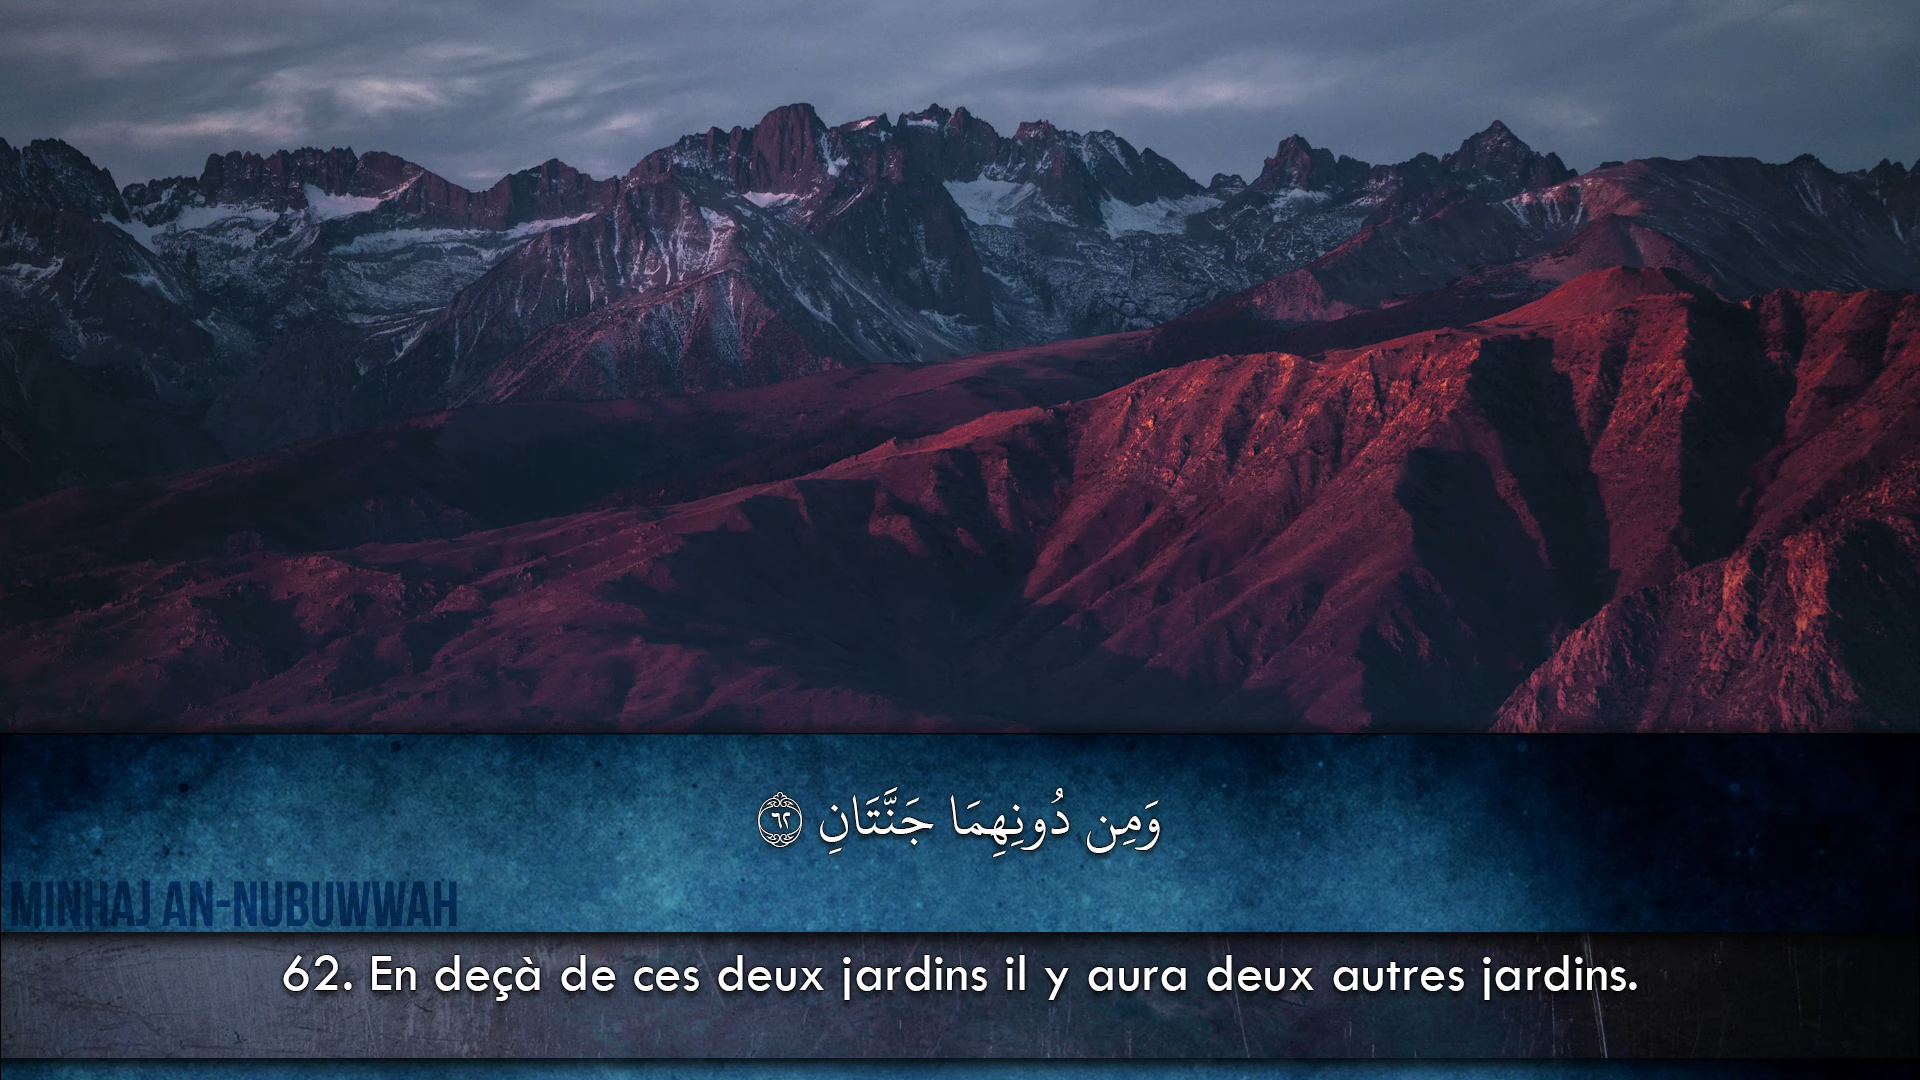 وَمِن دُونِهِمَا جَنَّتَانِ ٦٢
MINHAJ AN-NUBUWWAH
62. En deçà de ces deux jardins il y aura deux autres jardins.